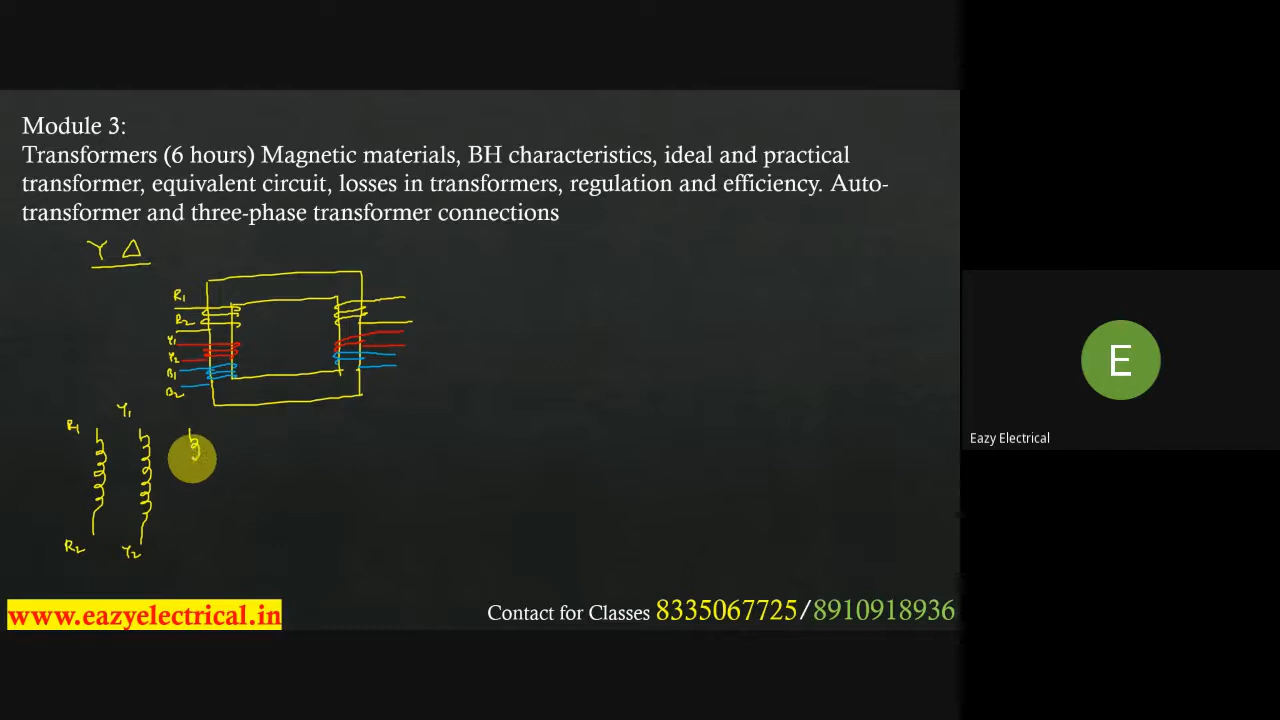 Module 3:
Transformers (6 hours) Magnetic materials, BH characteristics, ideal and practical
transformer, equivalent circuit, losses in transformers, regulation and efficiency. Auto-
transformer and three-phase transformer connections
Y Δ
R1
R2
Y1
Y2
B1
B2
R1 Y1
R2 Y2
E
Eazy Electrical
www.eazyelectrical.in
Contact for Classes 8335067725/8910918936